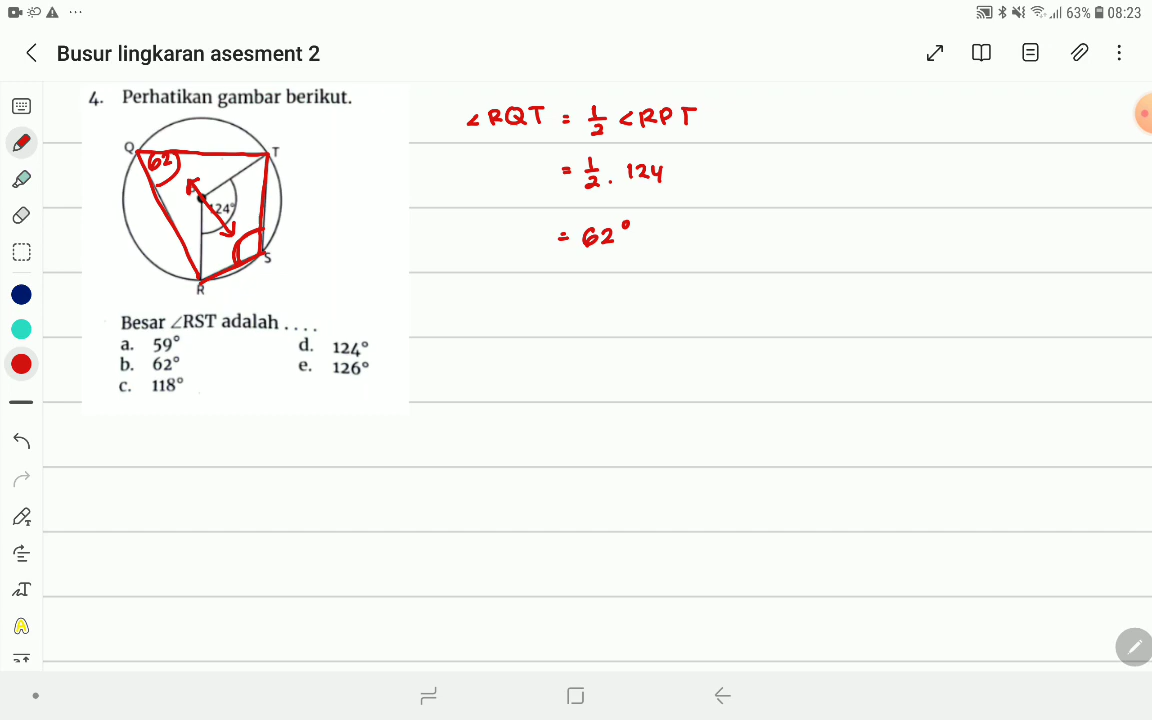 63% 08:23
Busur lingkaran asesment 2
4. Perhatikan gambar berikut.
∠RQT = 1/2 ∠RPT
= 1/2 . 124
= 62°
Q
T
62
124°
S
R
Besar ∠RST adalah . . . .
a. 59°
b. 62°
c. 118°
d. 124°
e. 126°